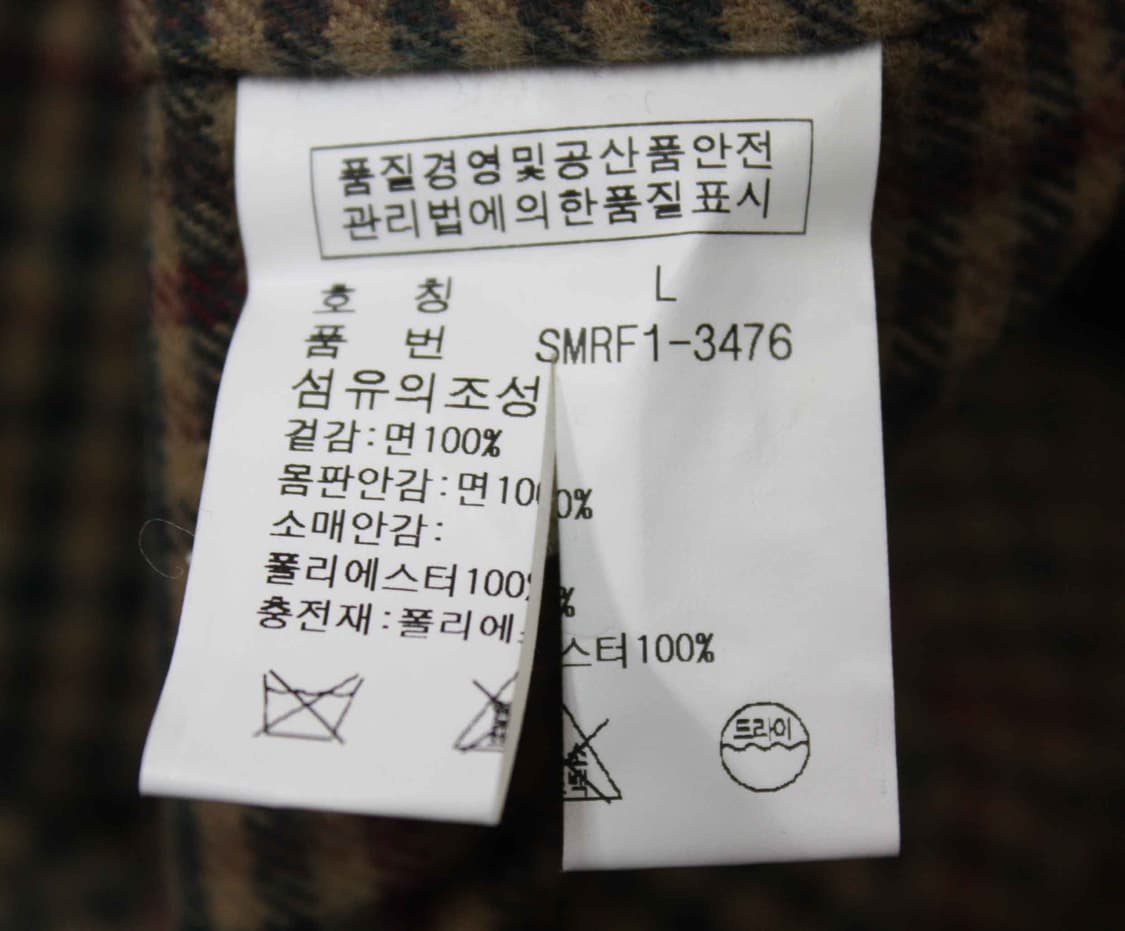 품질경영및공산품안전
관리법에의한품질표시
호 칭 L
품 번 SMRF1-3476
섬유의조성
겉감:면100%
몸판안감:면100%
소매안감:
폴리에스터100%
충전재:폴리에스터100%
드라이